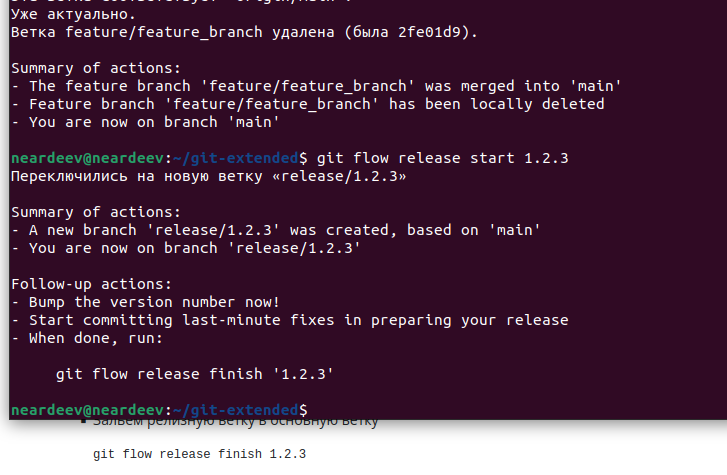 Уже актуально.
Ветка feature/feature_branch удалена (была 2fe01d9).
Summary of actions:
- The feature branch 'feature/feature_branch' was merged into 'main'
- Feature branch 'feature/feature_branch' has been locally deleted
- You are now on branch 'main'
neardeev@neardeev:~/git-extended$ git flow release start 1.2.3
Переключились на новую ветку «release/1.2.3»
Summary of actions:
- A new branch 'release/1.2.3' was created, based on 'main'
- You are now on branch 'release/1.2.3'
Follow-up actions:
- Bump the version number now!
- Start committing last-minute fixes in preparing your release
- When done, run:
git flow release finish '1.2.3'
neardeev@neardeev:~/git-extended$
Зальем релизную ветку в основную ветку
git flow release finish 1.2.3